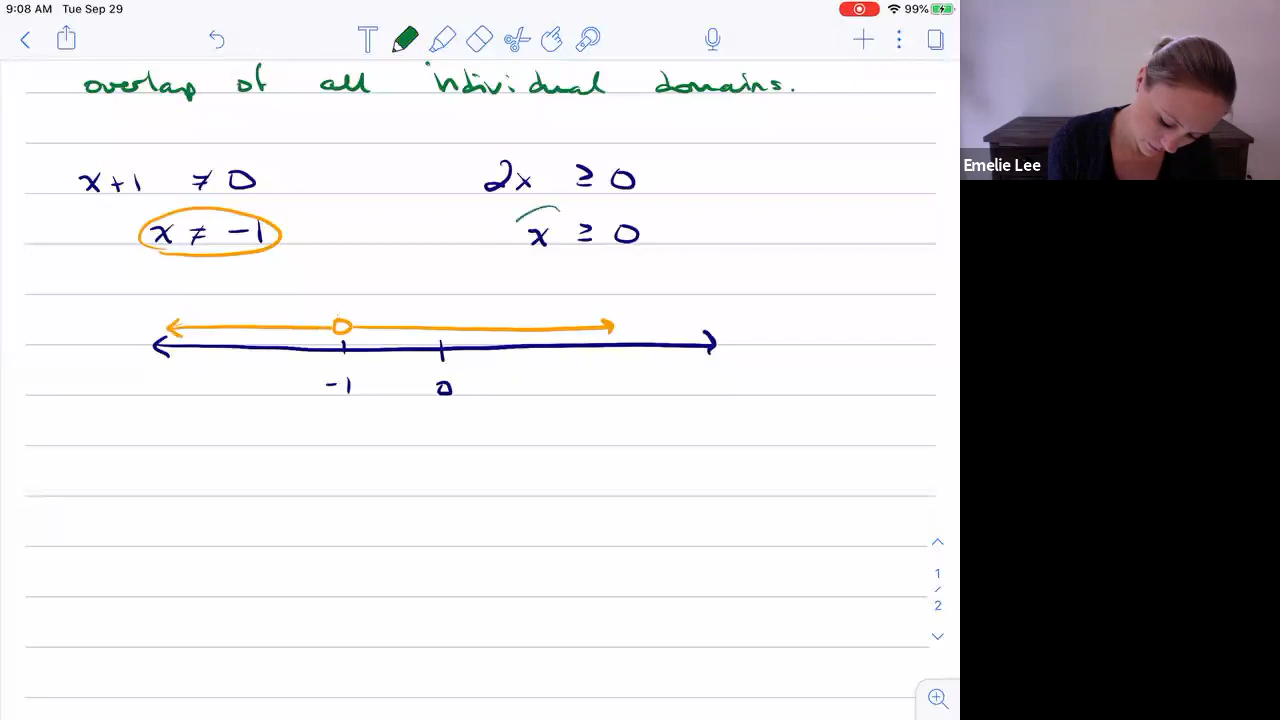 9:08 AM Tue Sep 29 99%
overlap of all individual domains.
x+1 ≠ 0 2x ≥ 0
x ≠ -1 x ≥ 0
-1 0
Emelie Lee
1
/
2